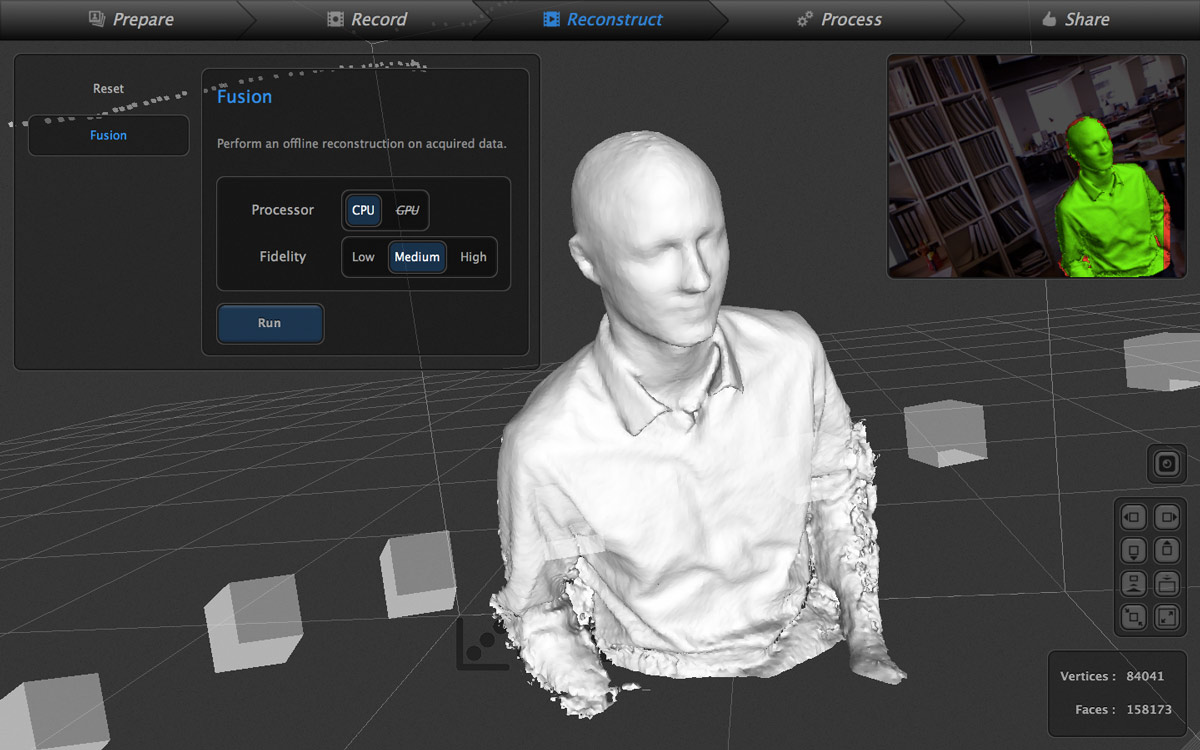 Prepare
Record
Reconstruct
Process
Share
Reset
Fusion
Fusion
Perform an offline reconstruction on acquired data.
Processor CPU GPU
Fidelity Low Medium High
Run
Vertices : 84041
Faces : 158173